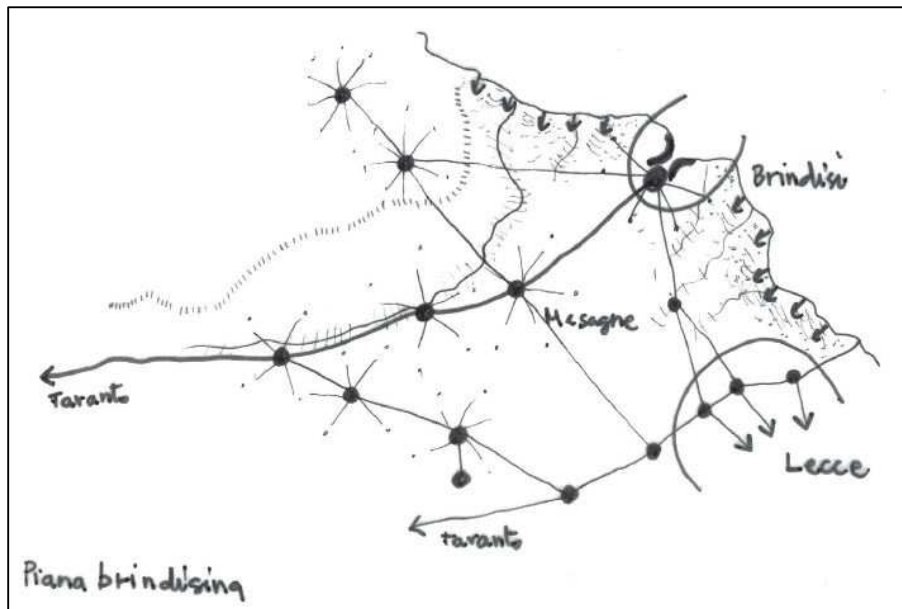 Brindisi
Mesagne
Taranto
Lecce
Taranto
Piana brindisina